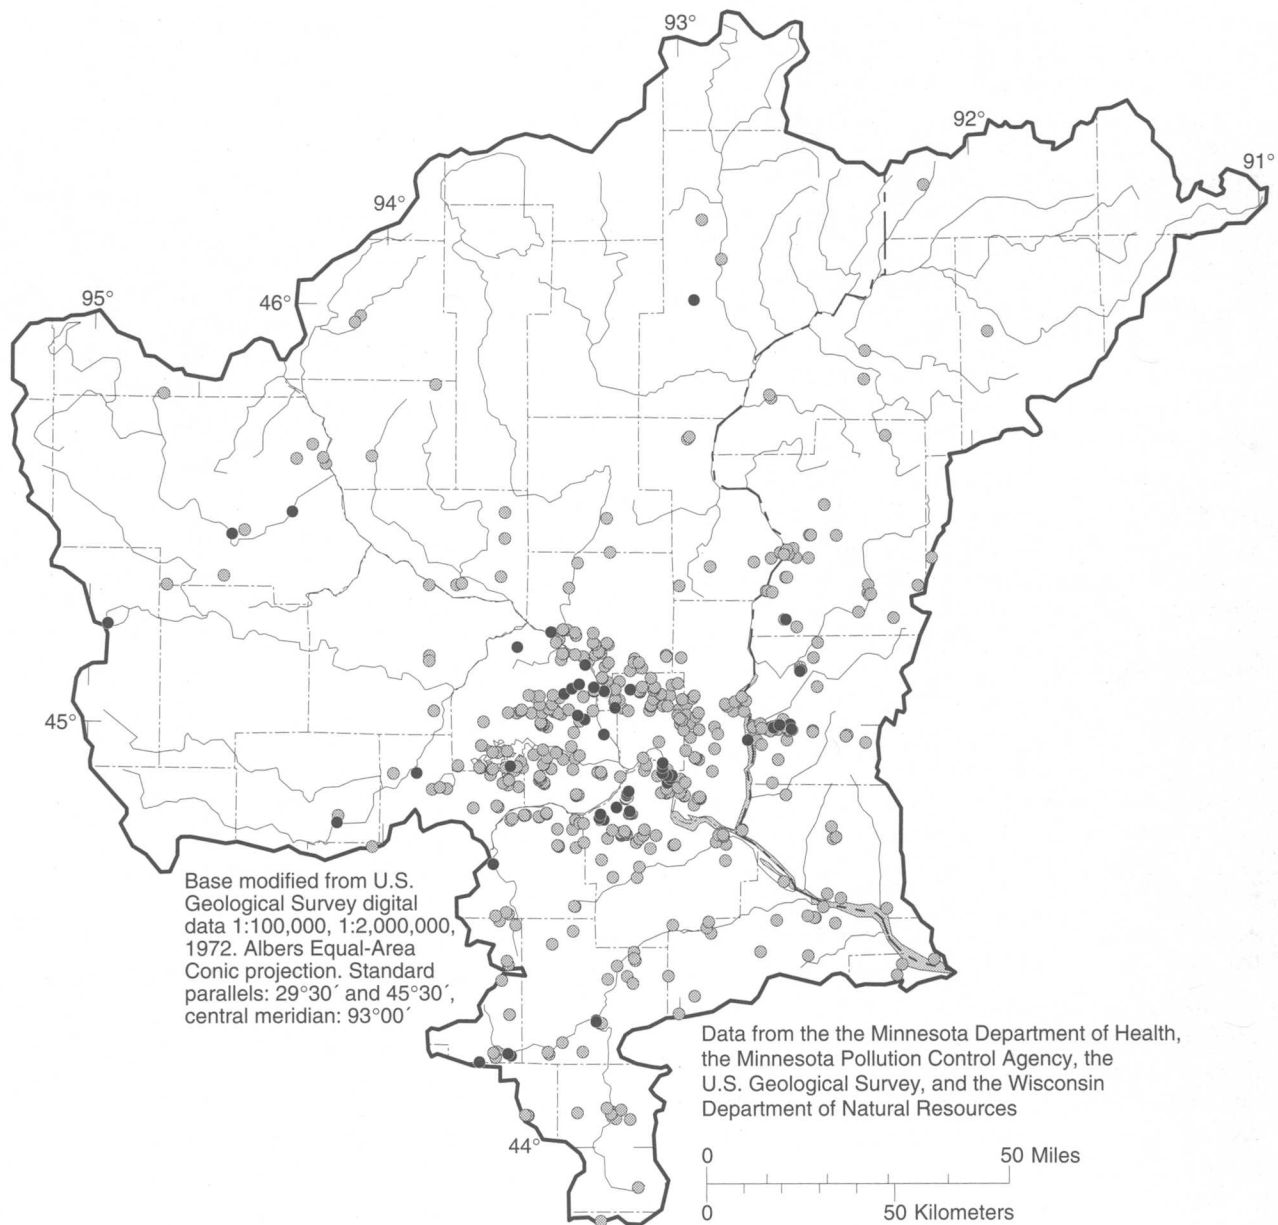 93°
92°
91°
94°
95°
46°
45°
Base modified from U.S.
Geological Survey digital
data 1:100,000, 1:2,000,000,
1972. Albers Equal-Area
Conic projection. Standard
parallels: 29°30´ and 45°30´,
central meridian: 93°00´
Data from the the Minnesota Department of Health,
the Minnesota Pollution Control Agency, the
U.S. Geological Survey, and the Wisconsin
Department of Natural Resources
44°
0 50 Miles
0 50 Kilometers